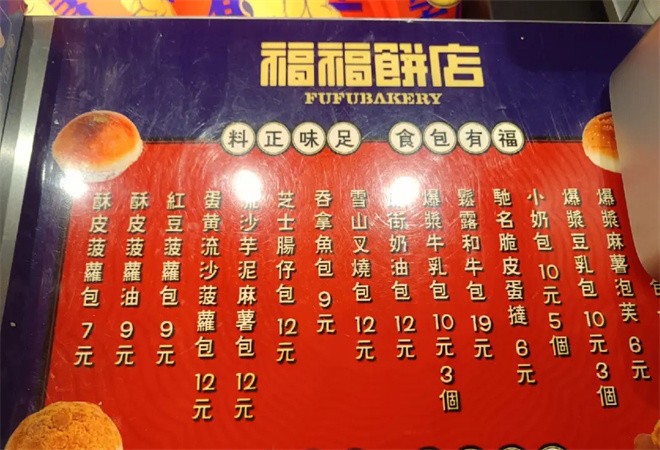 福福餅店
FUFUBAKERY
料正味足 食包有福
爆漿麻薯泡芙 6元
爆漿豆乳包 10元3個
小奶包 10元5個
馳名脆皮蛋撻 6元
鬆露和牛包 19元
爆漿牛乳包 10元3個
街奶油包 12元
雪山叉燒包 12元
吞拿魚包 9元
芝士腸仔包 12元
流沙芋泥麻薯包 12元
蛋黃流沙菠蘿包 12元
紅豆菠蘿包 9元
酥皮菠蘿油 9元
酥皮菠蘿包 7元